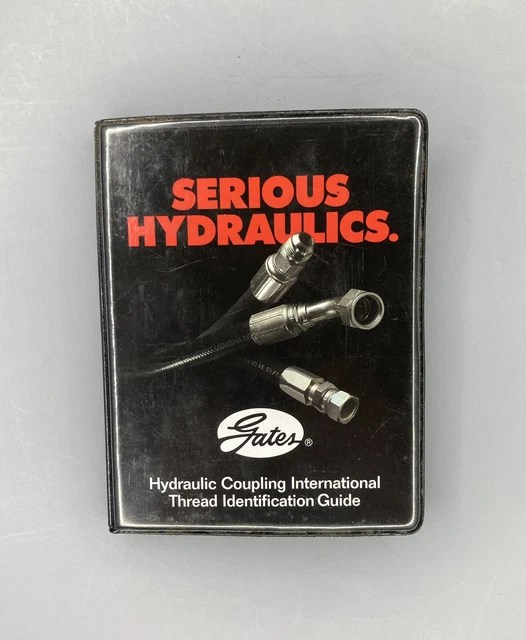 SERIOUS
HYDRAULICS.
Gates®
Hydraulic Coupling International
Thread Identification Guide